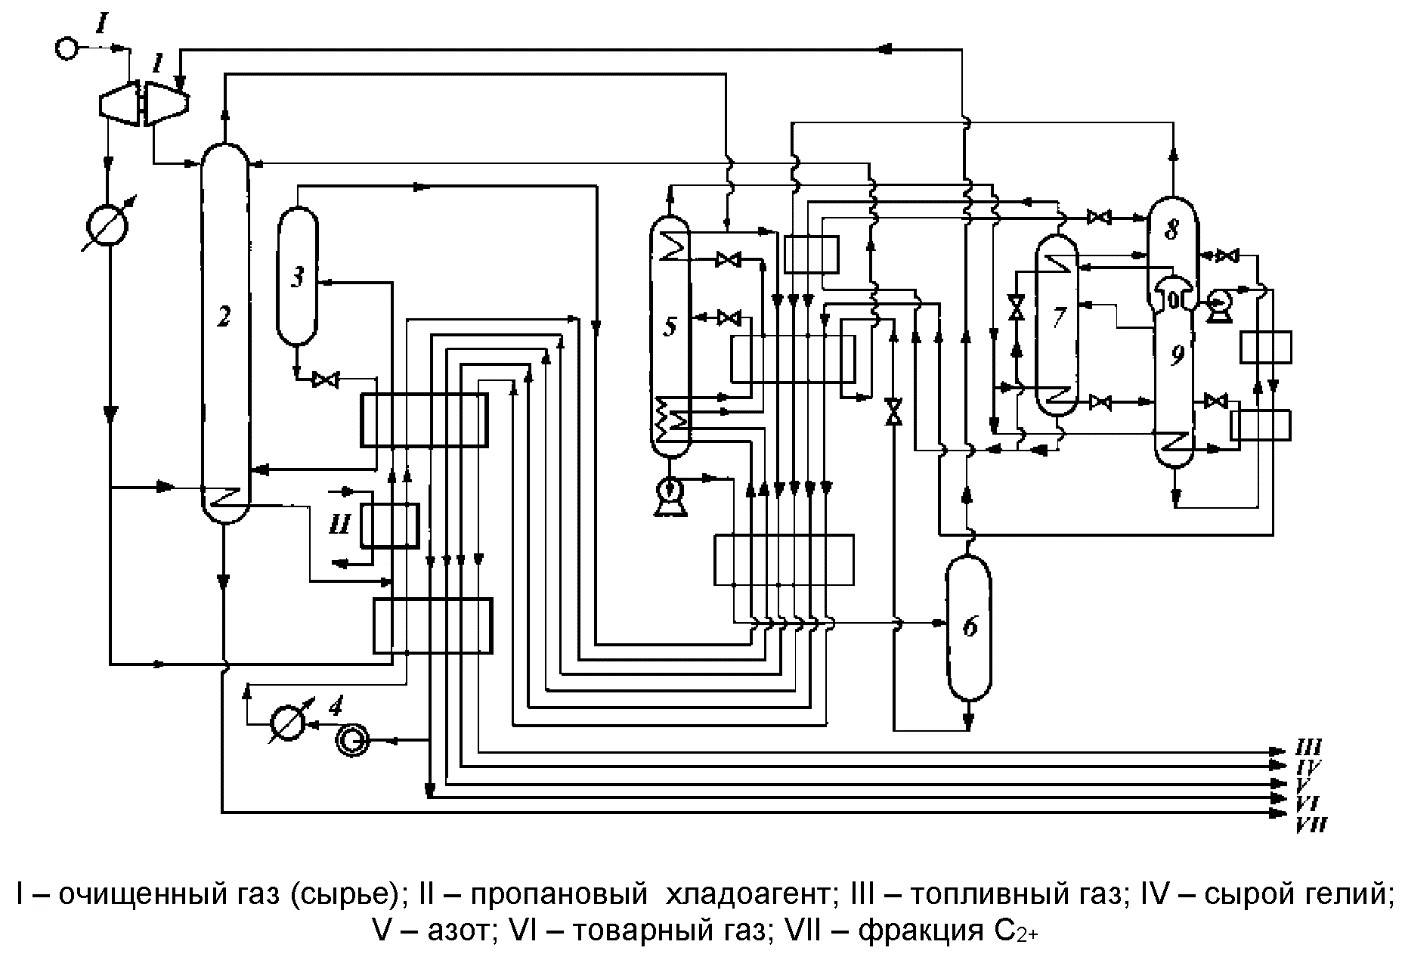 I
1
2
3
II
4
5
6
7
8
9
III
IV
V
VI
VII
I – очищенный газ (сырье); II – пропановый хладоагент; III – топливный газ; IV – сырой гелий;
V – азот; VI – товарный газ; VII – фракция C2+